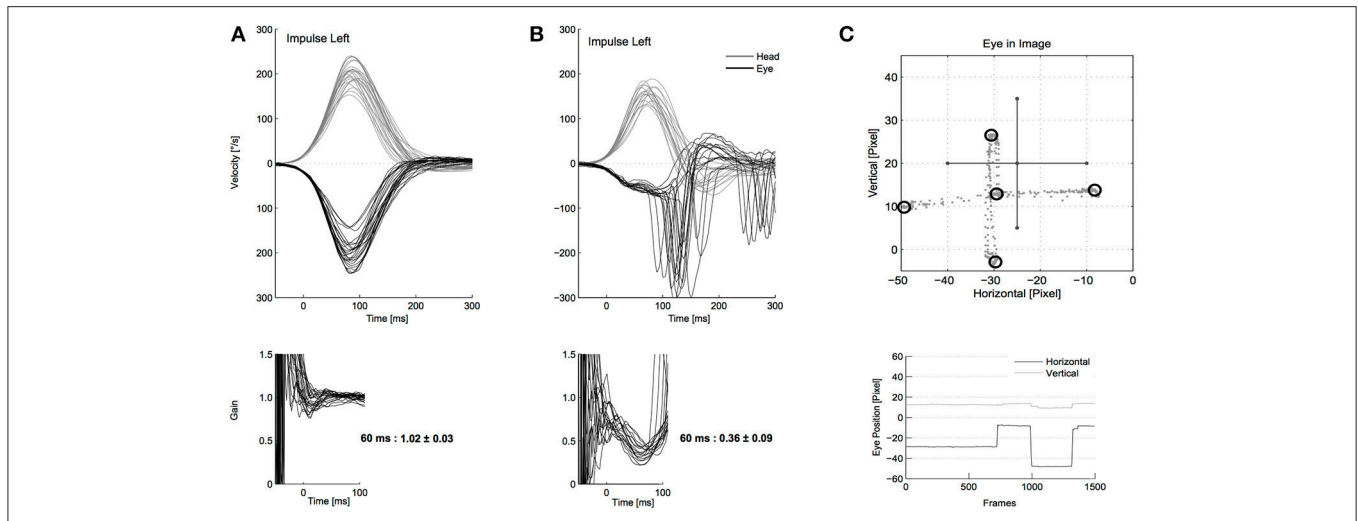 A
Impulse Left
Velocity [°/s]
300
200
100
0
100
200
300
0
100
200
300
Time [ms]
B
Impulse Left
Head
Eye
300
200
100
0
−100
−200
−300
0
100
200
300
Time [ms]
C
Eye in Image
Vertical [Pixel]
40
30
20
10
0
−50
−40
−30
−20
−10
0
Horizontal [Pixel]
Gain
1.5
1.0
0.5
0
60 ms : 1.02 ± 0.03
0
100
Time [ms]
1.5
1.0
0.5
0
60 ms : 0.36 ± 0.09
0
100
Time [ms]
Eye Position [Pixel]
60
40
20
0
−20
−40
−60
Horizontal
Vertical
0
500
1000
1500
Frames